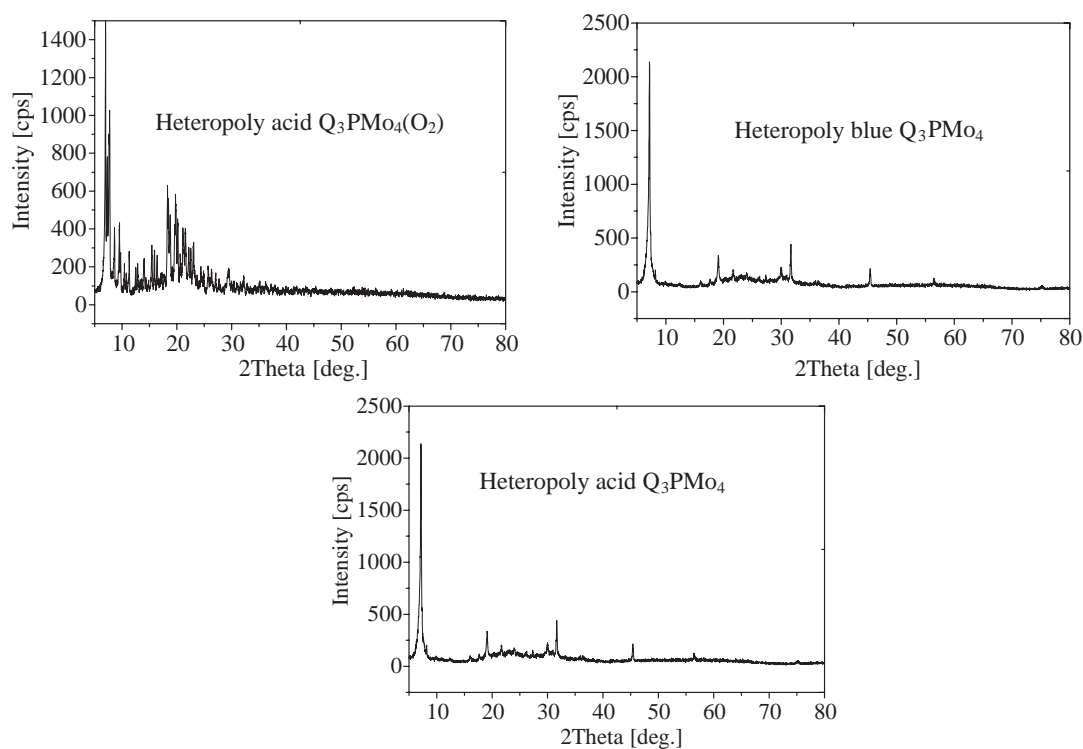 1400
1200
1000
800
600
400
200
0
Intensity [cps]
Heteropoly acid Q₃PMo₄(O₂)
10 20 30 40 50 60 70 80
2Theta [deg.]
2500
2000
1500
1000
500
0
Intensity [cps]
Heteropoly blue Q₃PMo₄
10 20 30 40 50 60 70 80
2Theta [deg.]
2500
2000
1500
1000
500
0
Intensity [cps]
Heteropoly acid Q₃PMo₄
10 20 30 40 50 60 70 80
2Theta [deg.]